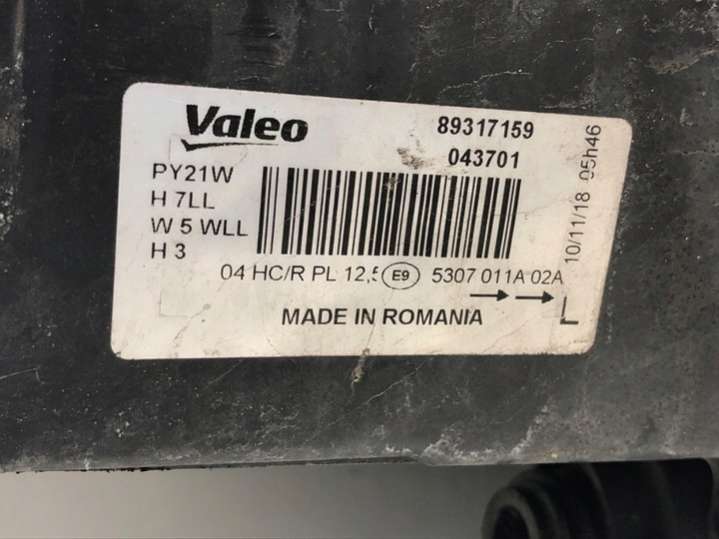 Valeo
89317159
043701
PY21W
H 7LL
W 5 WLL
H 3
04 HC/R PL 12,5 E9 5307 011A 02A
L
MADE IN ROMANIA
10/11/18 05h46